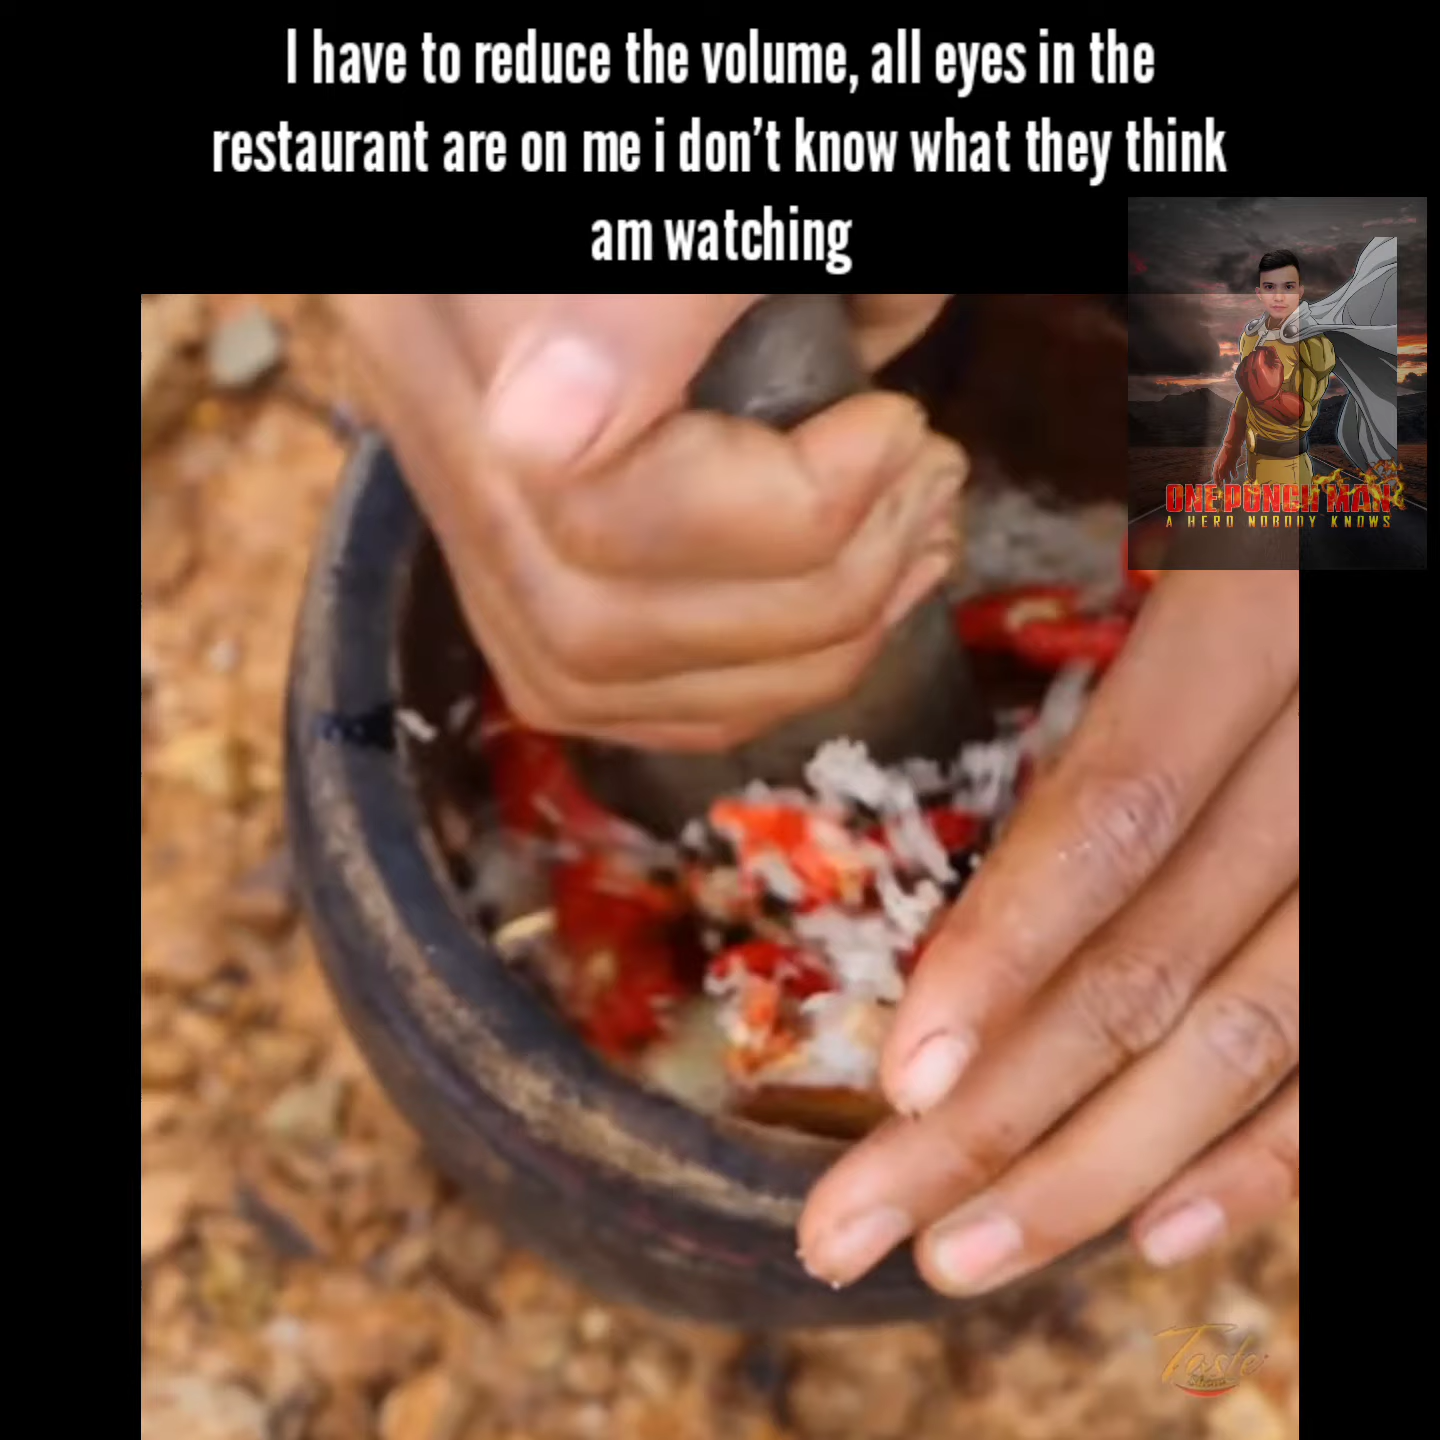 I have to reduce the volume, all eyes in the
restaurant are on me i don't know what they think
am watching
ONE PUNCH MAN
A HERO NOBODY KNOWS
Taste